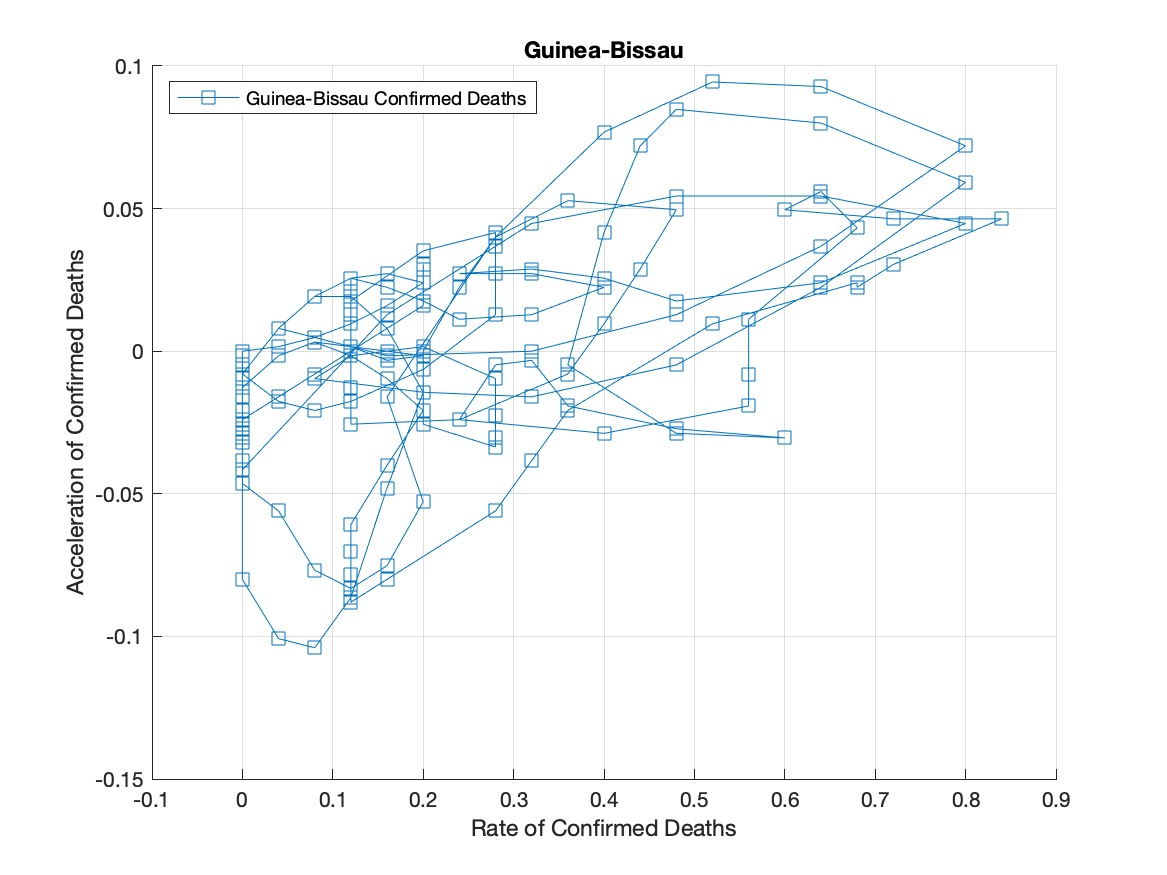 Guinea-Bissau
Guinea-Bissau Confirmed Deaths
Acceleration of Confirmed Deaths
0.1
0.05
0
-0.05
-0.1
-0.15
-0.1 0 0.1 0.2 0.3 0.4 0.5 0.6 0.7 0.8 0.9
Rate of Confirmed Deaths